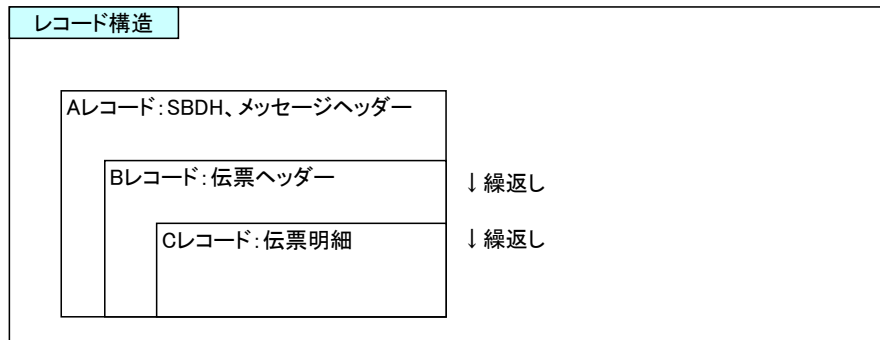 レコード構造
Aレコード：SBDH、メッセージヘッダー
Bレコード：伝票ヘッダー
↓繰返し
Cレコード：伝票明細
↓繰返し